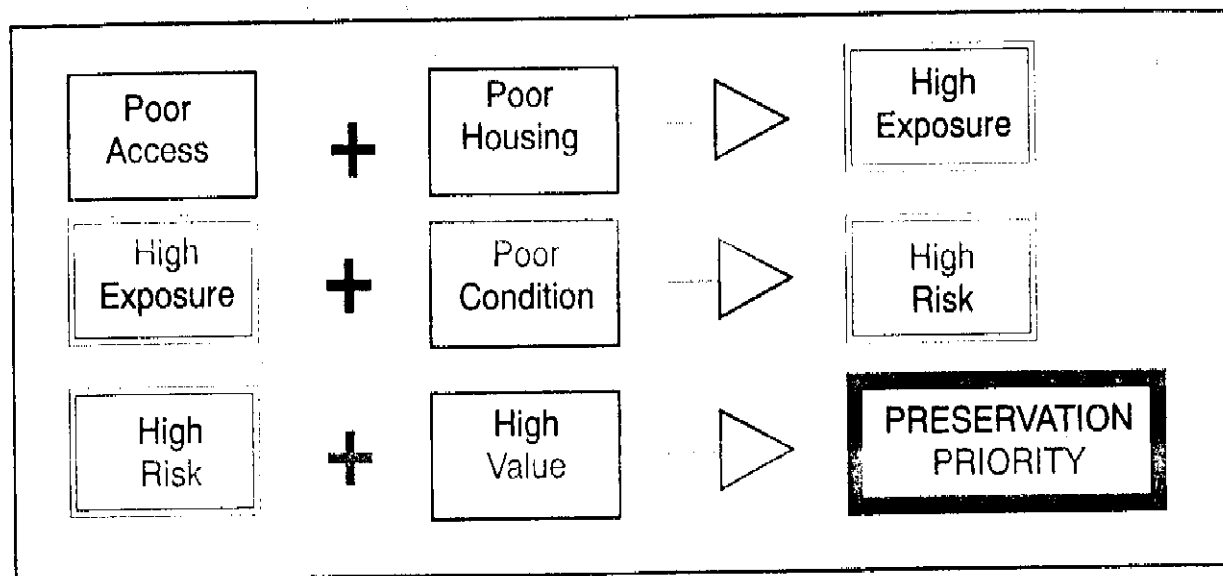 Poor
Access
+
Poor
Housing
High
Exposure
High
Exposure
+
Poor
Condition
High
Risk
High
Risk
+
High
Value
PRESERVATION
PRIORITY